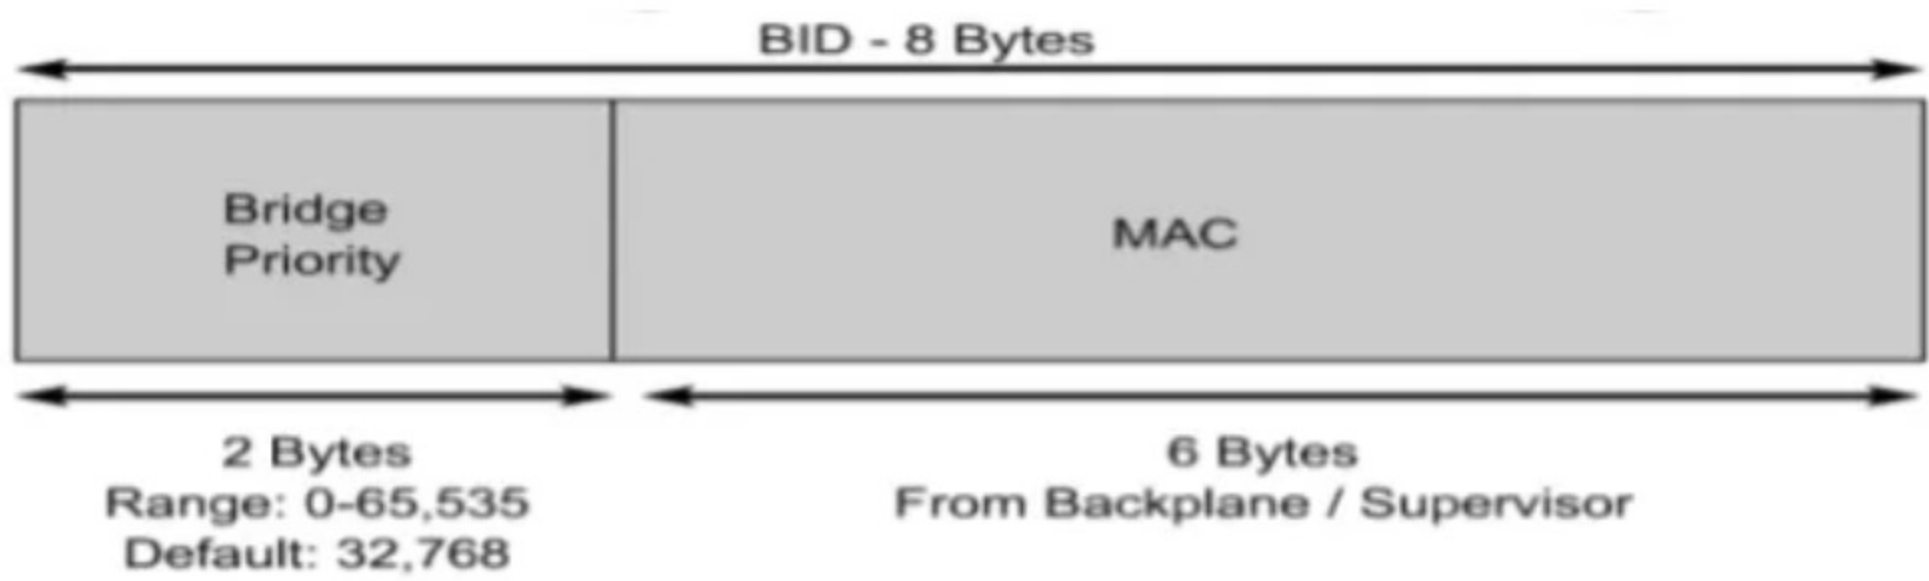 BID - 8 Bytes
Bridge
Priority
MAC
2 Bytes
Range: 0-65,535
Default: 32,768
6 Bytes
From Backplane / Supervisor